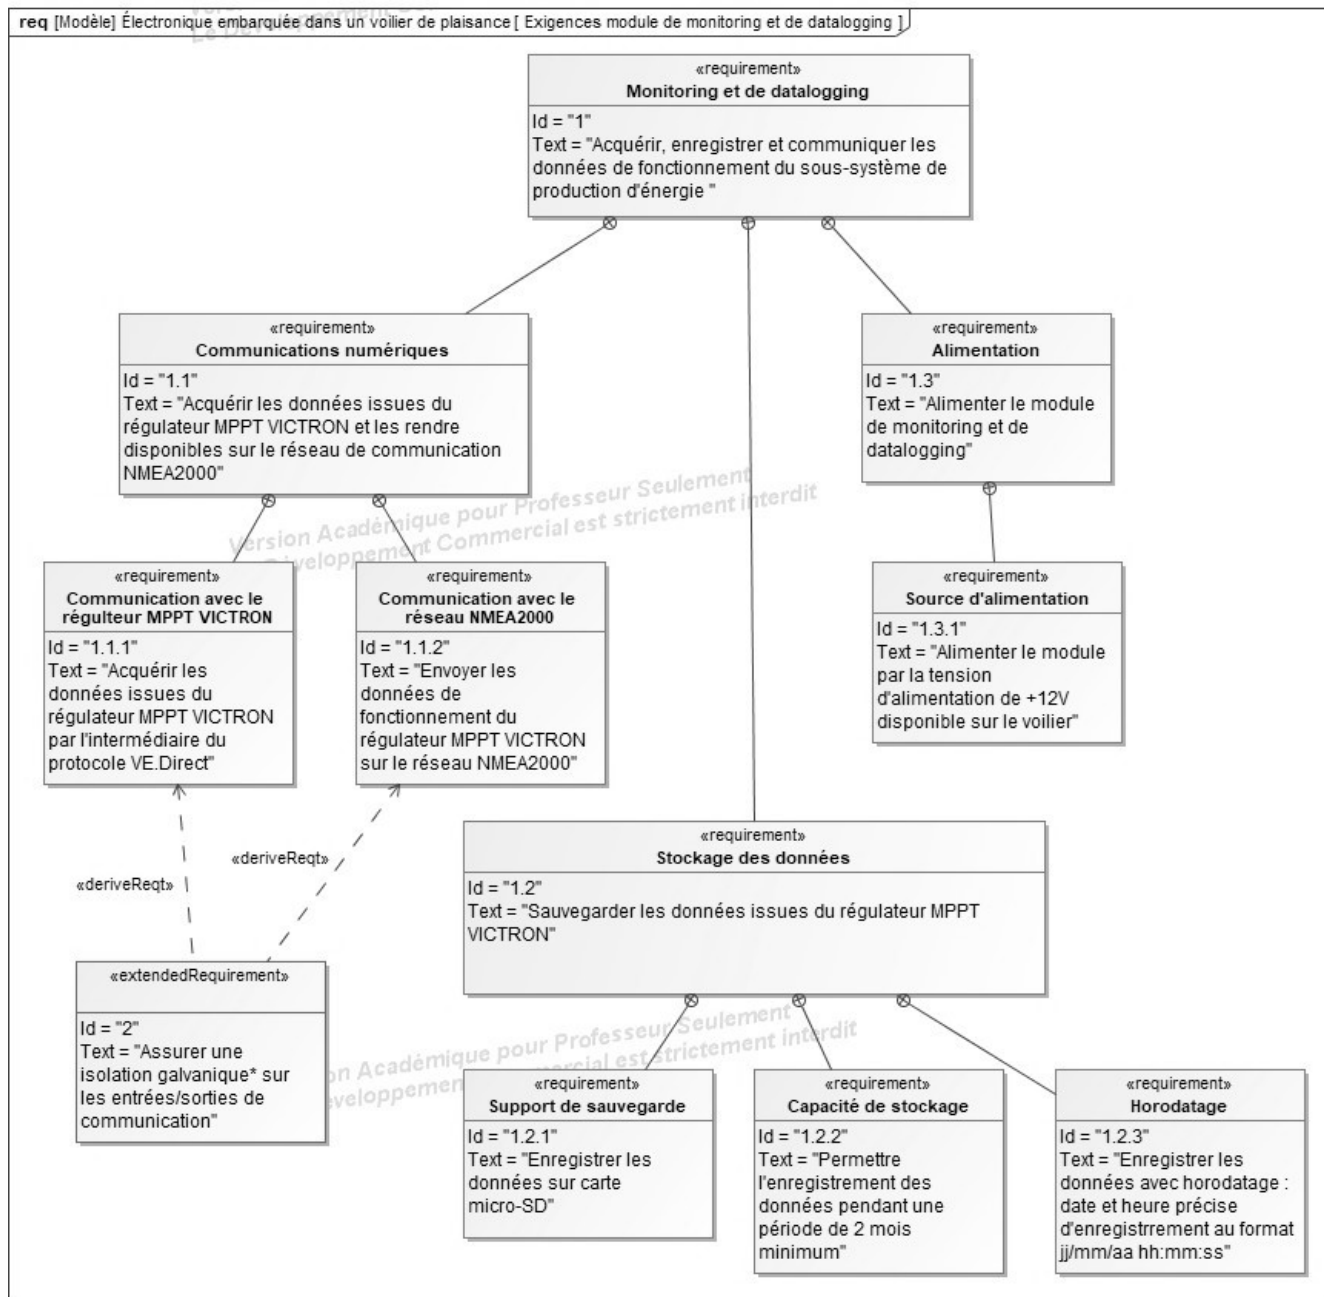 req [Modèle] Électronique embarquée dans un voilier de plaisance [ Exigences module de monitoring et de datalogging ]
«requirement»
Monitoring et de datalogging
Id = "1"
Text = "Acquérir, enregistrer et communiquer les
données de fonctionnement du sous-système de
production d'énergie "
«requirement»
Communications numériques
Id = "1.1"
Text = "Acquérir les données issues du
régulateur MPPT VICTRON et les rendre
disponibles sur le réseau de communication
NMEA2000"
«requirement»
Alimentation
Id = "1.3"
Text = "Alimenter le module
de monitoring et de
datalogging"
Version Académique pour Professeur Seulement
Développement Commercial est strictement interdit
«requirement»
Communication avec le
régulteur MPPT VICTRON
Id = "1.1.1"
Text = "Acquérir les
données issues du
régulateur MPPT VICTRON
par l'intermédiaire du
protocole VE.Direct"
«requirement»
Communication avec le
réseau NMEA2000
Id = "1.1.2"
Text = "Envoyer les
données de
fonctionnement du
régulateur MPPT VICTRON
sur le réseau NMEA2000"
«requirement»
Source d'alimentation
Id = "1.3.1"
Text = "Alimenter le module
par la tension
d'alimentation de +12V
disponible sur le voilier"
«deriveReqt»
«deriveReqt»
«requirement»
Stockage des données
Id = "1.2"
Text = "Sauvegarder les données issues du régulateur MPPT
VICTRON"
«extendedRequirement»
Id = "2"
Text = "Assurer une
isolation galvanique* sur
les entrées/sorties de
communication"
Académique pour Professeur Seulement
est strictement interdit
«requirement»
Support de sauvegarde
Id = "1.2.1"
Text = "Enregistrer les
données sur carte
micro-SD"
«requirement»
Capacité de stockage
Id = "1.2.2"
Text = "Permettre
l'enregistrement des
données pendant une
période de 2 mois
minimum"
«requirement»
Horodatage
Id = "1.2.3"
Text = "Enregistrer les
données avec horodatage :
date et heure précise
d'enregistrrement au format
jj/mm/aa hh:mm:ss"